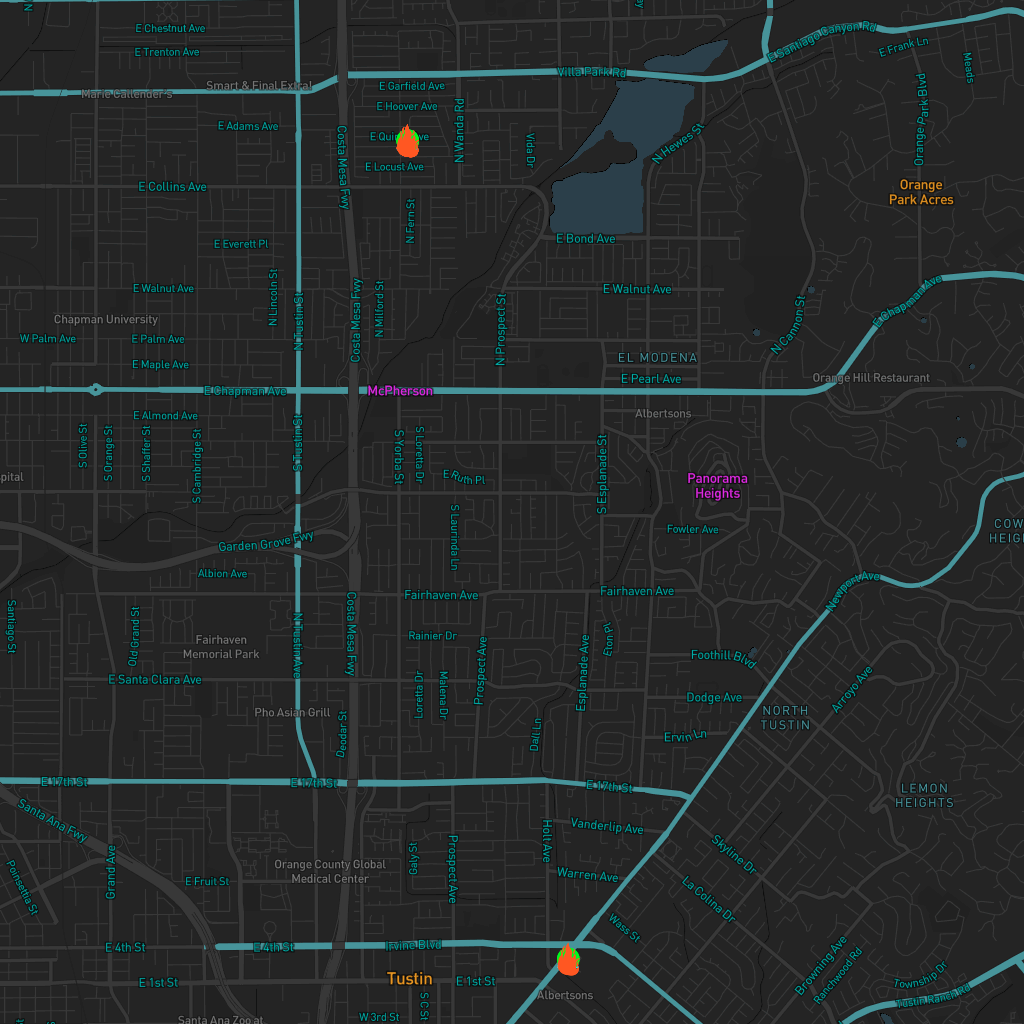 E Chestnut Ave
E Santiago Canyon Rd
E Frank Ln
E Trenton Ave
Meads
Villa Park Rd
Smart & Final Extra!
E Garfield Ave
Marie Callender's
Orange Park Blvd
E Hoover Ave
N Wanda Rd
E Adams Ave
Costa Mesa Fwy
Vida Dr
N Hewes St
E Locust Ave
E Collins Ave
Orange
Park Acres
N Fern St
E Bond Ave
E Everett Pl
E Walnut Ave
N Lincoln St
N Tustin St
Costa Mesa Fwy
N Milford St
N Prospect St
E Walnut Ave
N Cannon St
E Chapman Ave
Chapman University
W Palm Ave
E Palm Ave
EL MODENA
E Maple Ave
E Pearl Ave
Orange Hill Restaurant
E Chapman Ave
McPherson
E Almond Ave
Albertsons
S Olive St
S Orange St
S Shaffer St
S Cambridge St
S Tustin St
S Yorba St
S Loretta Dr
S Esplanade St
E Ruth Pl
Panorama
Heights
pital
S Laurinda Ln
Fowler Ave
COW
HEIGH
Garden Grove Fwy
Albion Ave
Newport Ave
Fairhaven Ave
Fairhaven Ave
Santiago St
Old Grand St
N Tustin Ave
Costa Mesa Fwy
Rainier Dr
Fairhaven
Memorial Park
Prospect Ave
Esplanade Ave
Eton Pl
Foothill Blvd
E Santa Clara Ave
Loretta Dr
Malena Dr
Dodge Ave
Arroyo Ave
Pho Asian Grill
Deodar St
Dall Ln
NORTH
TUSTIN
Ervin Ln
E 17th St
E 17th St
E 17th St
LEMON
HEIGHTS
Santa Ana Fwy
Holt Ave
Vanderlip Ave
Skyline Dr
Grand Ave
Galy St
Prospect Ave
Orange County Global
Medical Center
Poinsettia St
E Fruit St
Warren Ave
La Colina Dr
Wass St
E 4th St
E 4th St
Irvine Blvd
Browning Ave
Ranchwood Rd
Tustin
E 1st St
E 1st St
Albertsons
Township Dr
Tustin Ranch Rd
S C St
W 3rd St
Santa Ana Zoo at